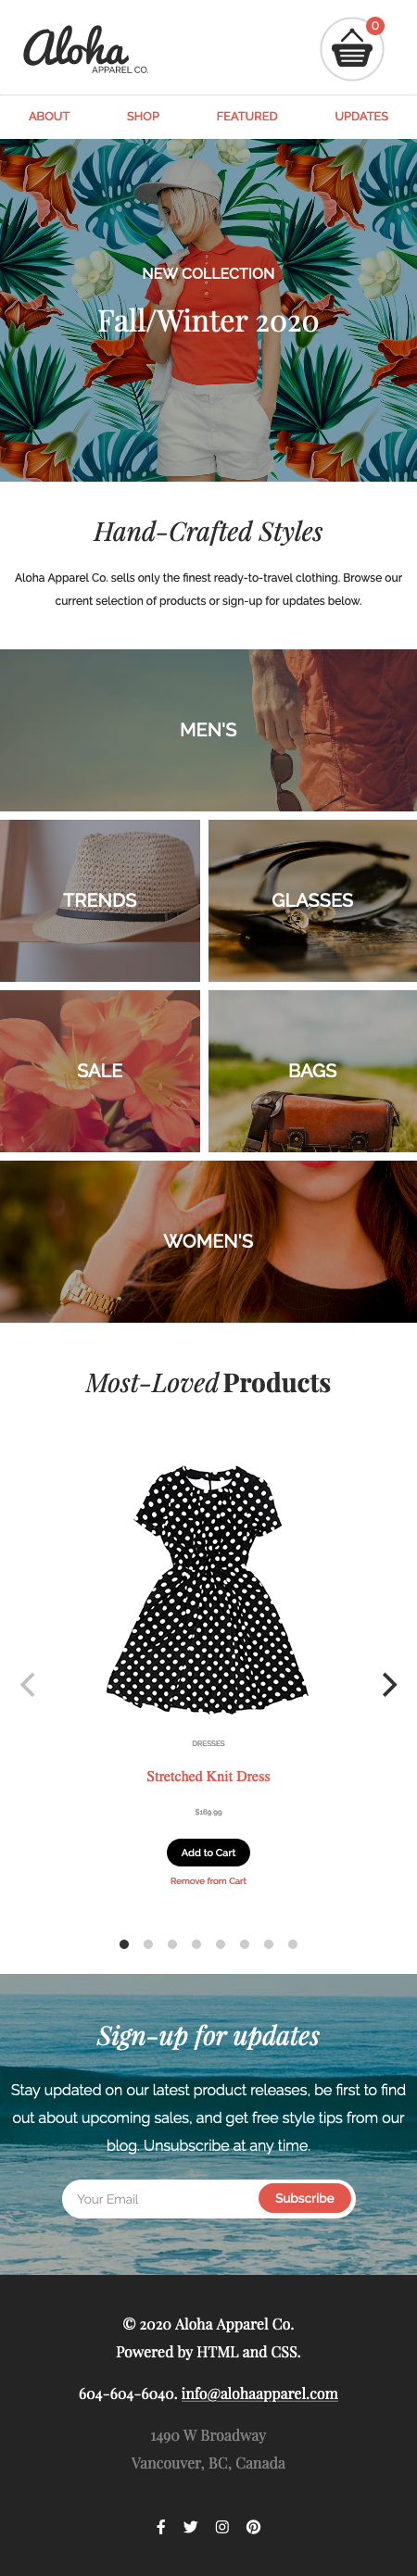 Aloha
APPAREL CO.
0
ABOUT
SHOP
FEATURED
UPDATES
NEW COLLECTION
Fall/Winter 2020
Hand-Crafted Styles
Aloha Apparel Co. sells only the finest ready-to-travel clothing. Browse our
current selection of products or sign-up for updates below.
MEN'S
TRENDS
GLASSES
SALE
BAGS
WOMEN'S
Most-Loved Products
DRESSES
Stretched Knit Dress
$169.99
Add to Cart
Remove from Cart
Sign-up for updates
Stay updated on our latest product releases, be first to find
out about upcoming sales, and get free style tips from our
blog. Unsubscribe at any time.
Your Email
Subscribe
© 2020 Aloha Apparel Co.
Powered by HTML and CSS.
604-604-6040. info@alohaapparel.com
1490 W Broadway
Vancouver, BC, Canada